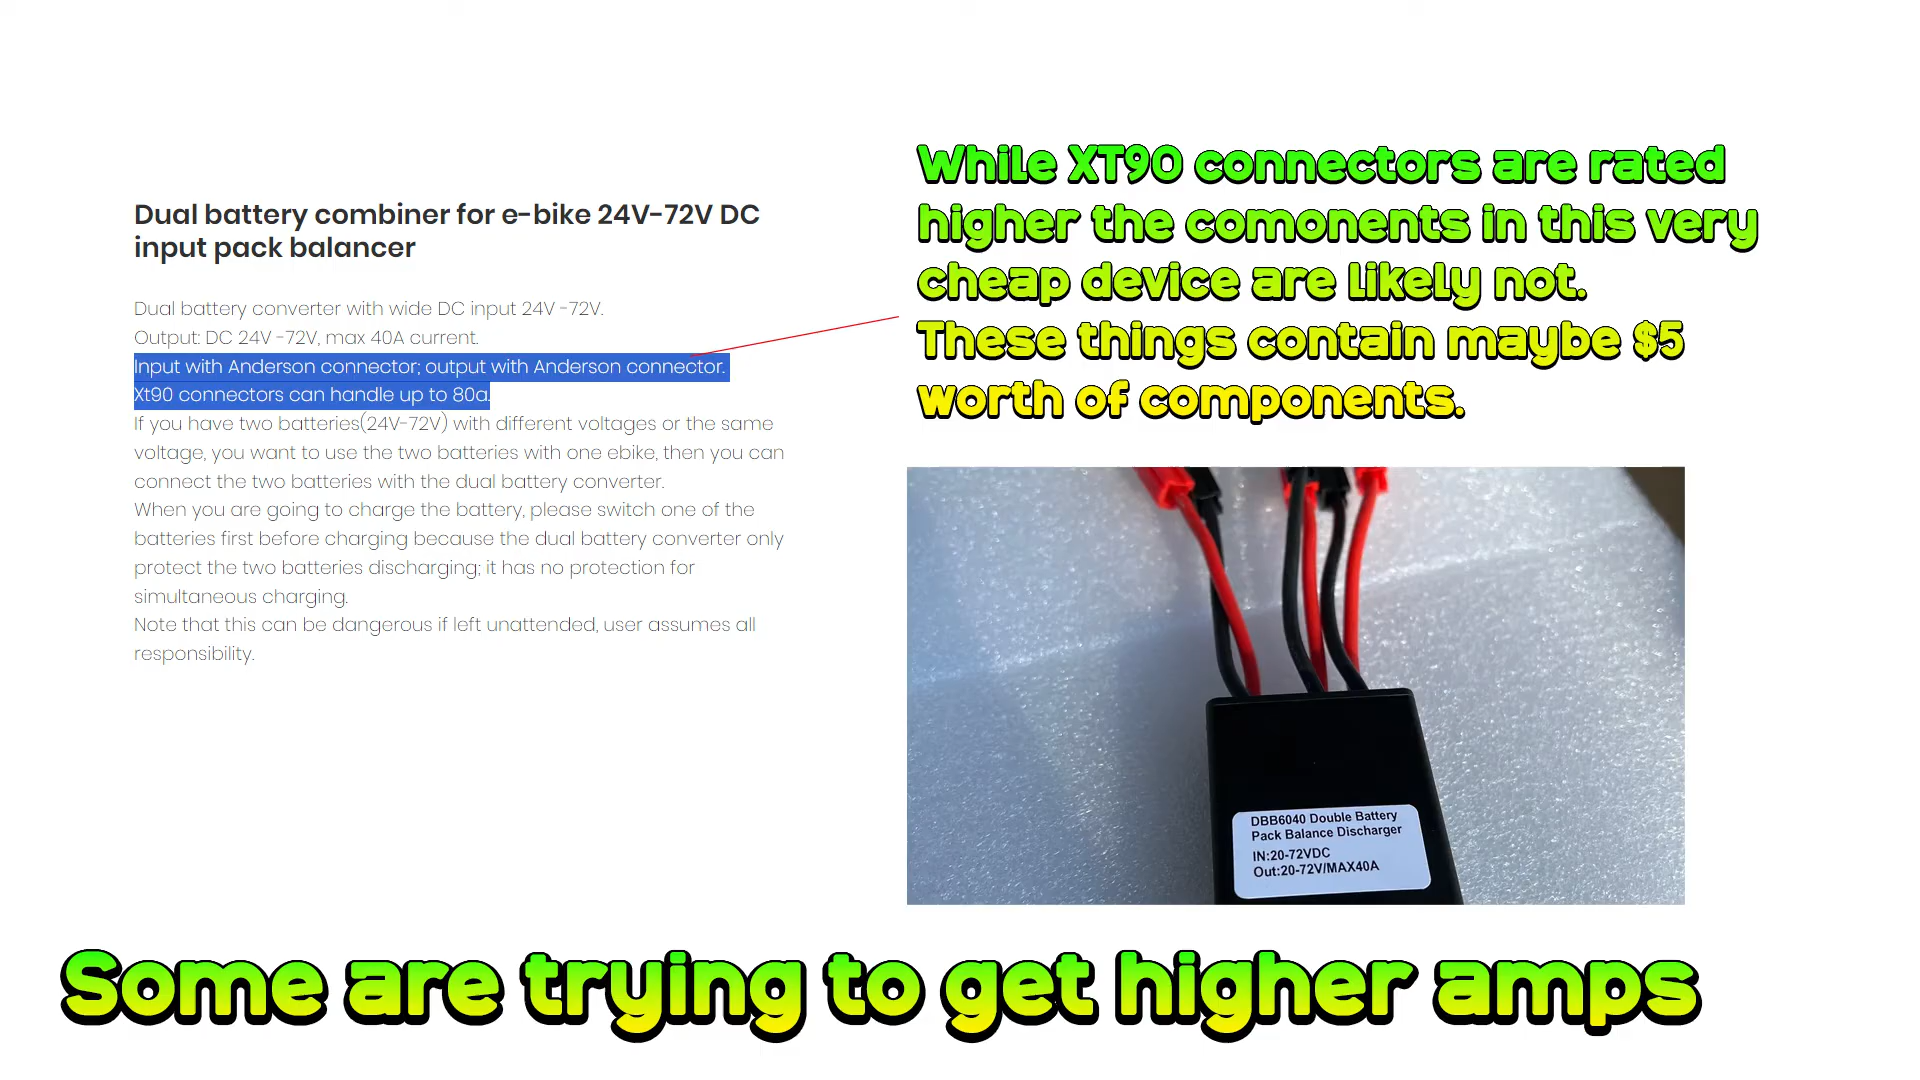 Dual battery combiner for e-bike 24V-72V DC
input pack balancer
Dual battery converter with wide DC input 24V -72V.
Output: DC 24V -72V, max 40A current.
Input with Anderson connector; output with Anderson connector.
Xt90 connectors can handle up to 80a.
If you have two batteries(24V-72V) with different voltages or the same
voltage, you want to use the two batteries with one ebike, then you can
connect the two batteries with the dual battery converter.
When you are going to charge the battery, please switch one of the
batteries first before charging because the dual battery converter only
protect the two batteries discharging; it has no protection for
simultaneous charging.
Note that this can be dangerous if left unattended, user assumes all
responsibility.
While XT90 connectors are rated
higher the comonents in this very
cheap device are likely not.
These things contain maybe $5
worth of components.
DBB6040 Double Battery
Pack Balance Discharger
IN:20-72VDC
Out:20-72V/MAX40A
Some are trying to get higher amps